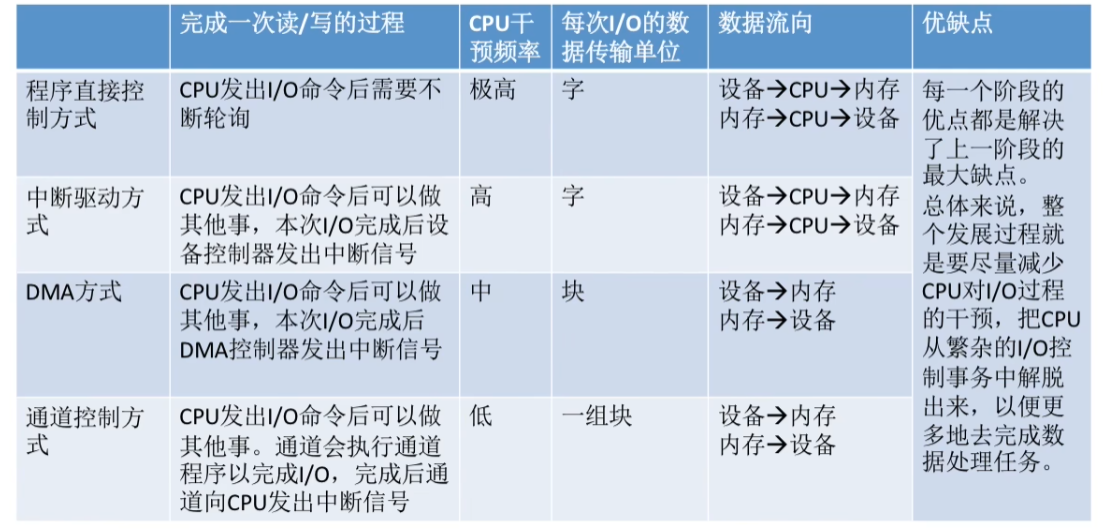 完成一次读/写的过程
CPU干
预频率
每次I/O的数
据传输单位
数据流向
优缺点
程序直接控
制方式
CPU发出I/O命令后需要不
断轮询
极高
字
设备→CPU→内存
内存→CPU→设备
每一个阶段的
优点都是解决
了上一阶段的
最大缺点。
总体来说，整
个发展过程就
是要尽量减少
CPU对I/O过程
的干预，把CPU
从繁杂的I/O控
制事务中解脱
出来，以便更
多地去完成数
据处理任务。
中断驱动方
式
CPU发出I/O命令后可以做
其他事，本次I/O完成后设
备控制器发出中断信号
高
字
设备→CPU→内存
内存→CPU→设备
DMA方式
CPU发出I/O命令后可以做
其他事，本次I/O完成后
DMA控制器发出中断信号
中
块
设备→内存
内存→设备
通道控制方
式
CPU发出I/O命令后可以做
其他事。通道会执行通道
程序以完成I/O，完成后通
道向CPU发出中断信号
低
一组块
设备→内存
内存→设备